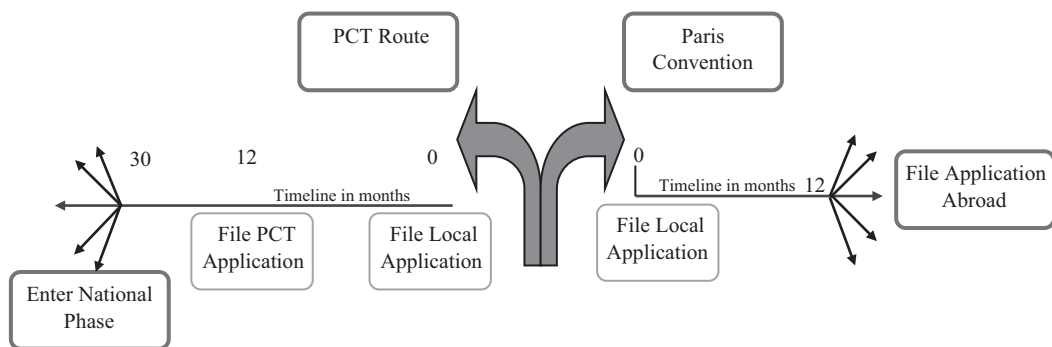 PCT Route
Paris
Convention
30
12
0
Timeline in months
File PCT
Application
File Local
Application
Enter National
Phase
0
Timeline in months
12
File Local
Application
File Application
Abroad